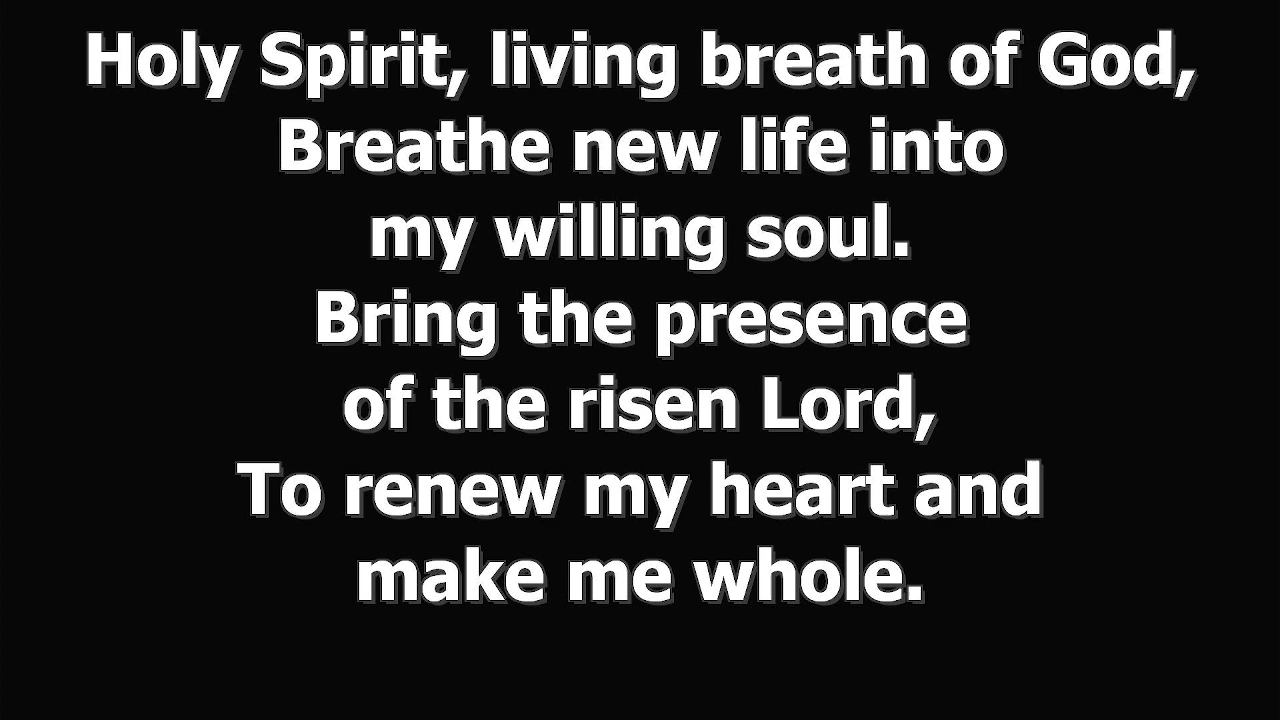 Holy Spirit, living breath of God,
Breathe new life into
my willing soul.
Bring the presence
of the risen Lord,
To renew my heart and
make me whole.